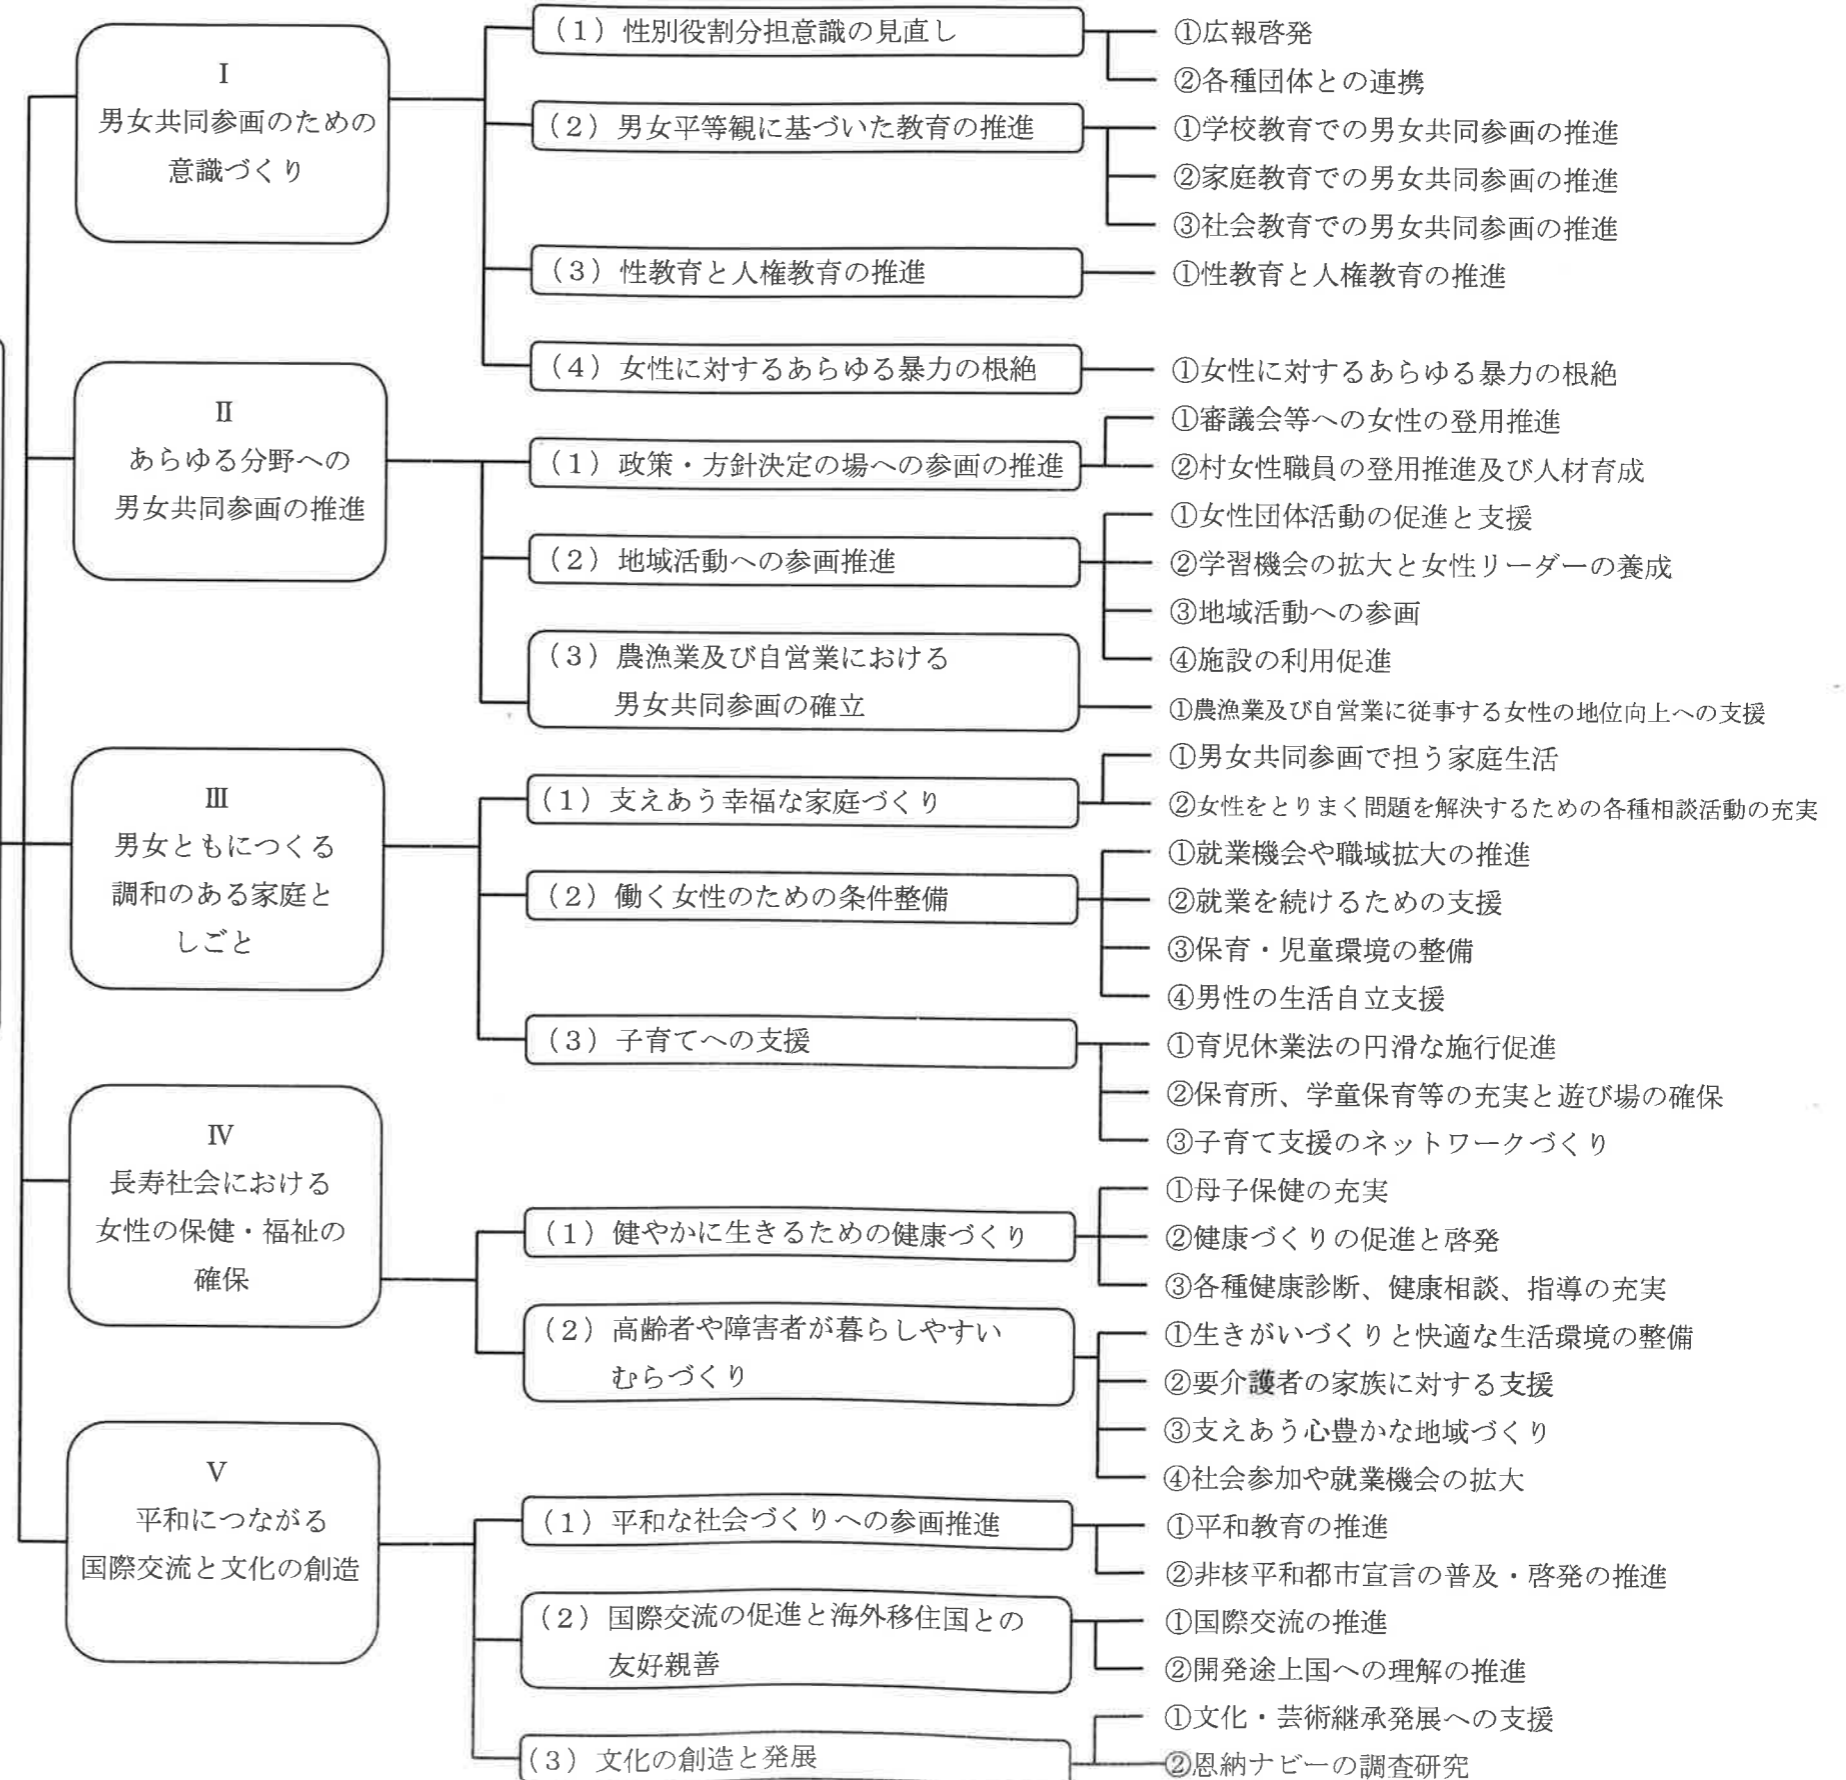 Ⅰ
男女共同参画のための
意識づくり
（１）性別役割分担意識の見直し
①広報啓発
②各種団体との連携
（２）男女平等観に基づいた教育の推進
①学校教育での男女共同参画の推進
②家庭教育での男女共同参画の推進
③社会教育での男女共同参画の推進
（３）性教育と人権教育の推進
①性教育と人権教育の推進
（４）女性に対するあらゆる暴力の根絶
①女性に対するあらゆる暴力の根絶
Ⅱ
あらゆる分野への
男女共同参画の推進
（１）政策・方針決定の場への参画の推進
①審議会等への女性の登用推進
②村女性職員の登用推進及び人材育成
（２）地域活動への参画推進
①女性団体活動の促進と支援
②学習機会の拡大と女性リーダーの養成
③地域活動への参画
④施設の利用促進
（３）農漁業及び自営業における
男女共同参画の確立
①農漁業及び自営業に従事する女性の地位向上への支援
Ⅲ
男女ともにつくる
調和のある家庭と
しごと
（１）支えあう幸福な家庭づくり
①男女共同参画で担う家庭生活
②女性をとりまく問題を解決するための各種相談活動の充実
（２）働く女性のための条件整備
①就業機会や職域拡大の推進
②就業を続けるための支援
③保育・児童環境の整備
④男性の生活自立支援
（３）子育てへの支援
①育児休業法の円滑な施行促進
②保育所、学童保育等の充実と遊び場の確保
③子育て支援のネットワークづくり
Ⅳ
長寿社会における
女性の保健・福祉の
確保
（１）健やかに生きるための健康づくり
①母子保健の充実
②健康づくりの促進と啓発
③各種健康診断、健康相談、指導の充実
（２）高齢者や障害者が暮らしやすい
むらづくり
①生きがいづくりと快適な生活環境の整備
②要介護者の家族に対する支援
③支えあう心豊かな地域づくり
④社会参加や就業機会の拡大
Ⅴ
平和につながる
国際交流と文化の創造
（１）平和な社会づくりへの参画推進
①平和教育の推進
②非核平和都市宣言の普及・啓発の推進
（２）国際交流の促進と海外移住国との
友好親善
①国際交流の推進
②開発途上国への理解の推進
（３）文化の創造と発展
①文化・芸術継承発展への支援
②恩納ナビーの調査研究